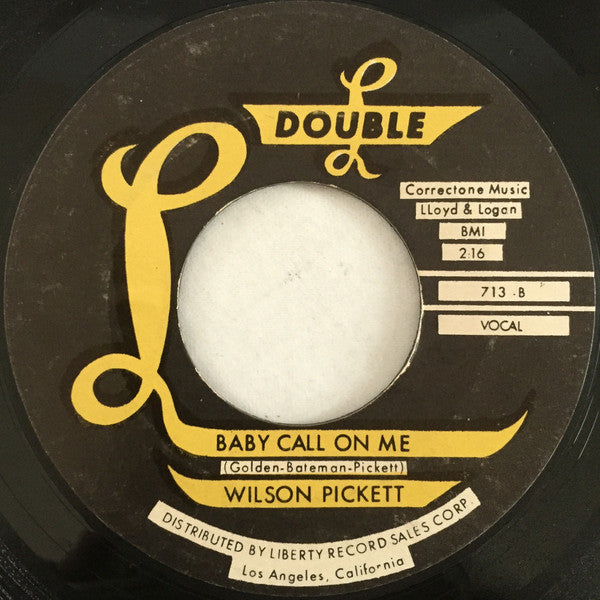 L
DOUBLE L
Correctone Music
LLoyd & Logan
BMI
2:16
713 -B
VOCAL
BABY CALL ON ME
(Golden-Bateman-Pickett)
WILSON PICKETT
DISTRIBUTED BY LIBERTY RECORD SALES CORP.
Los Angeles, California